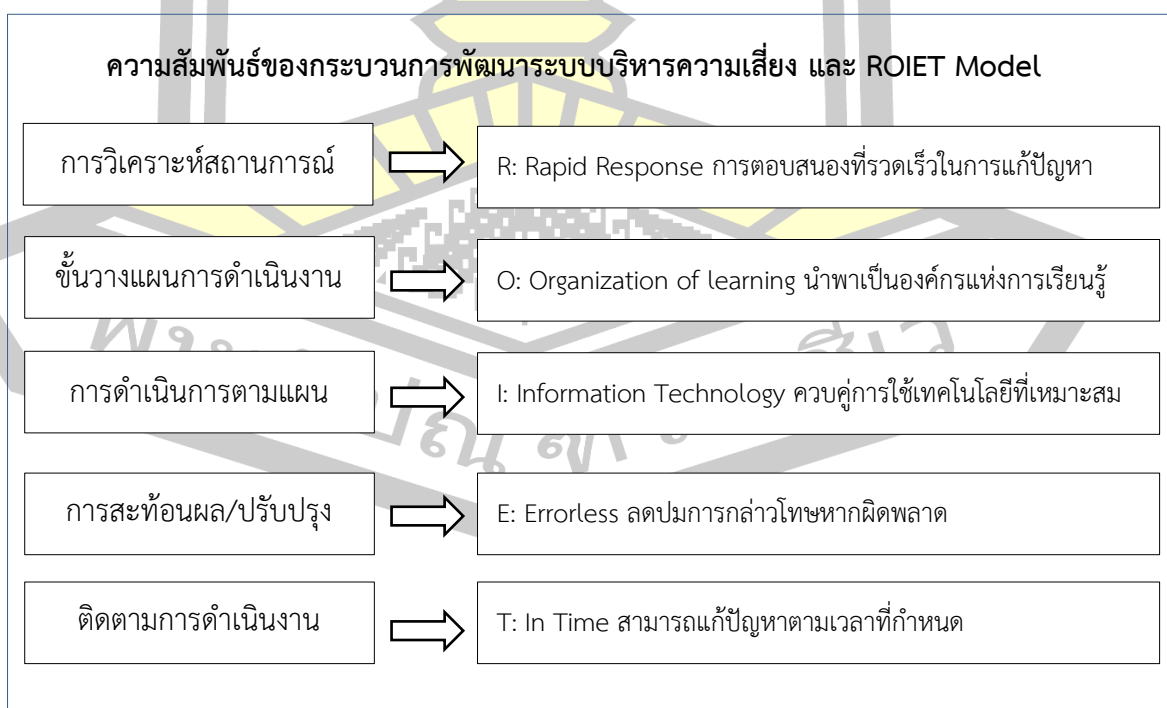 ความสัมพันธ์ของกระบวนการพัฒนาระบบบริหารความเสี่ยง และ ROIET Model
การวิเคราะห์สถานการณ์
R: Rapid Response การตอบสนองที่รวดเร็วในการแก้ปัญหา
ขั้นวางแผนการดำเนินงาน
O: Organization of learning นำพาเป็นองค์กรแห่งการเรียนรู้
การดำเนินการตามแผน
I: Information Technology ควบคู่การใช้เทคโนโลยีที่เหมาะสม
การสะท้อนผล/ปรับปรุง
E: Errorless ลดปมการกล่าวโทษหากผิดพลาด
ติดตามการดำเนินงาน
T: In Time สามารถแก้ปัญหาตามเวลาที่กำหนด